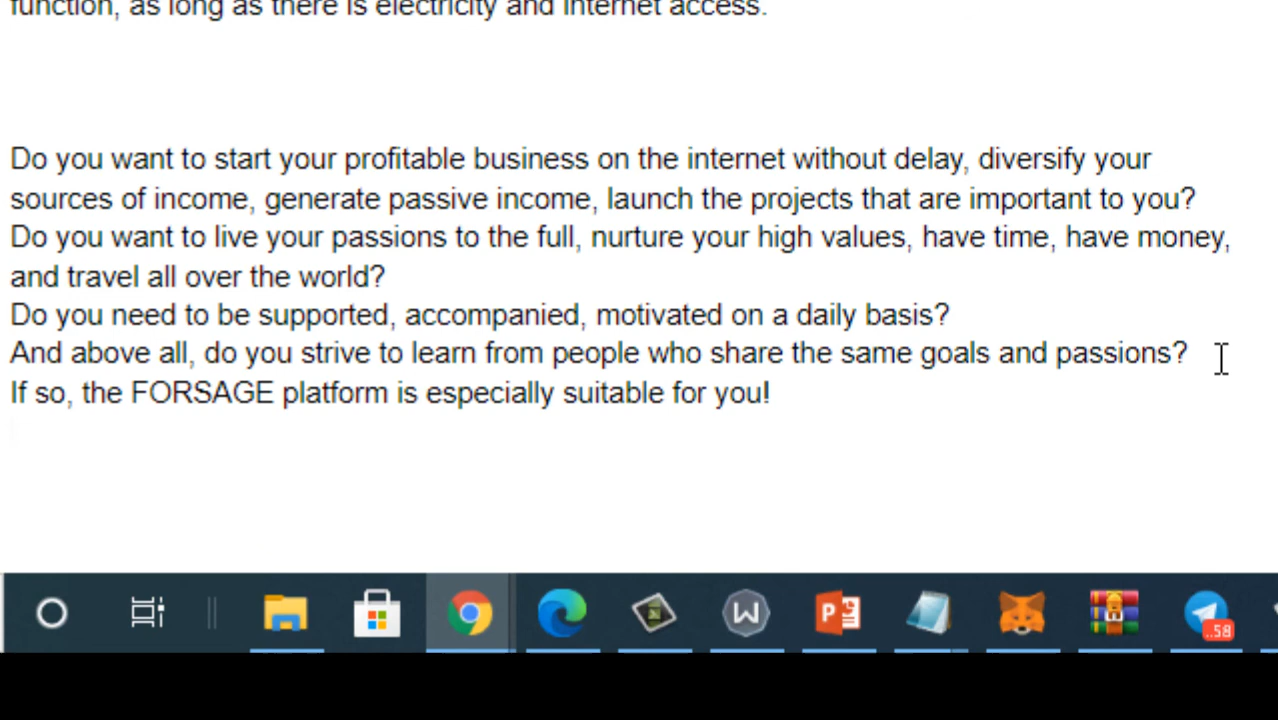 function, as long as there is electricity and internet access.
Do you want to start your profitable business on the internet without delay, diversify your
sources of income, generate passive income, launch the projects that are important to you?
Do you want to live your passions to the full, nurture your high values, have time, have money,
and travel all over the world?
Do you need to be supported, accompanied, motivated on a daily basis?
And above all, do you strive to learn from people who share the same goals and passions?
If so, the FORSAGE platform is especially suitable for you!
W
P
..58